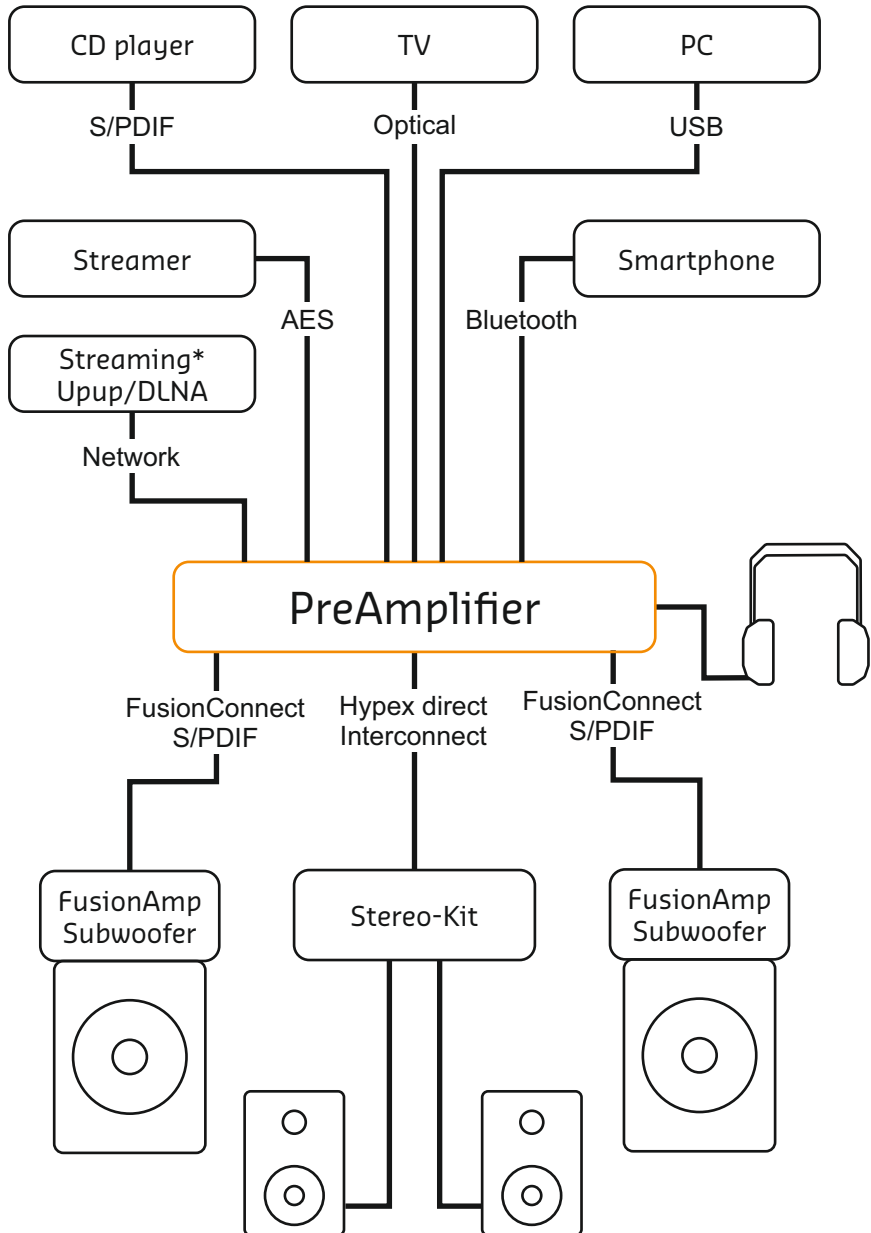 CD player
TV
PC
S/PDIF
Optical
USB
Streamer
Smartphone
AES
Bluetooth
Streaming*
Upup/DLNA
Network
PreAmplifier
FusionConnect
S/PDIF
Hypex direct
Interconnect
FusionConnect
S/PDIF
FusionAmp
Subwoofer
Stereo-Kit
FusionAmp
Subwoofer